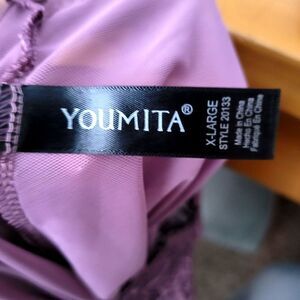 YOUMITA®
X-LARGE
STYLE 20133
Made in China
Hecho En China
Fabriqué En Chine